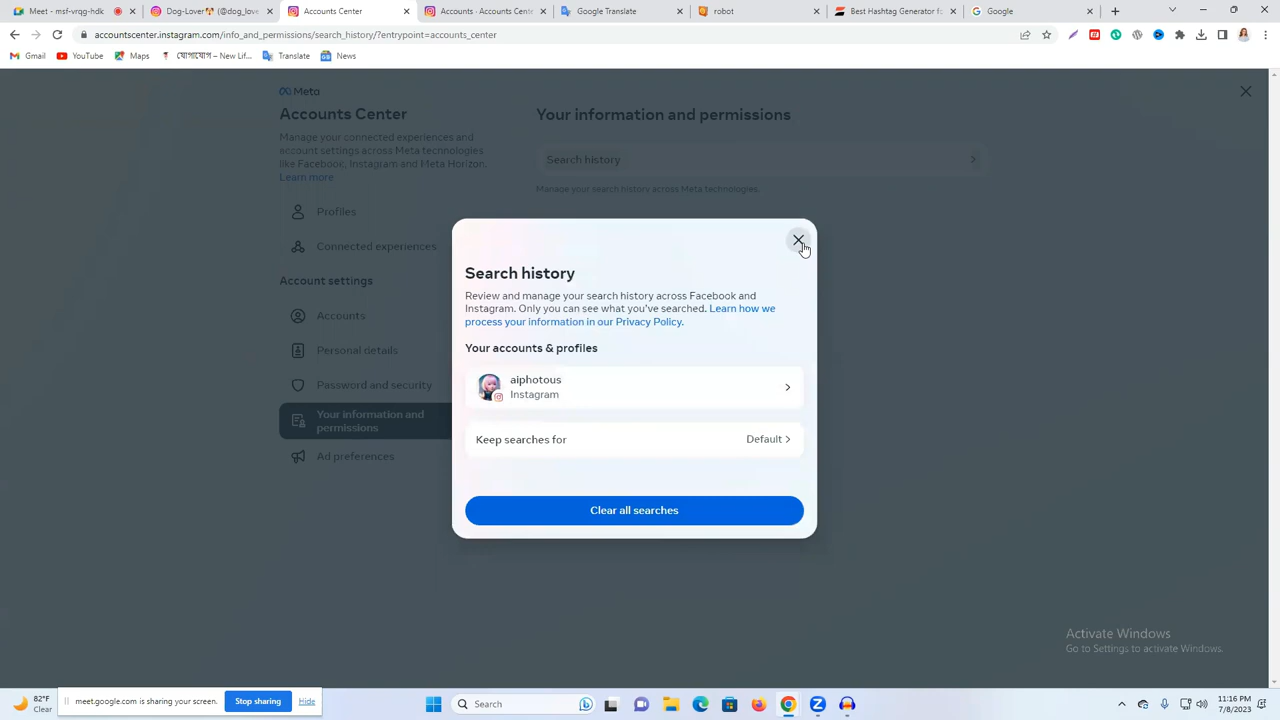 Meet - msf-vrqq-hdk
Dog-Lover🐶 (@dog_love
Accounts Center
Accounts - Accounts Cente
Google Translate
robot
Best Hashtag Generator fo
Google
accountscenter.instagram.com/info_and_permissions/search_history/?entrypoint=accounts_center
Gmail
YouTube
Maps
যোগাযোগ – New Lif...
Translate
News
Meta
Accounts Center
Manage your connected experiences and
account settings across Meta technologies
like Facebook, Instagram and Meta Horizon.
Learn more
Profiles
Connected experiences
Account settings
Accounts
Personal details
Password and security
Your information and
permissions
Ad preferences
Your information and permissions
Search history
Manage your search history across Meta technologies.
Search history
Review and manage your search history across Facebook and
Instagram. Only you can see what you've searched. Learn how we
process your information in our Privacy Policy.
Your accounts & profiles
aiphotous
Instagram
Keep searches for
Default
Clear all searches
Activate Windows
Go to Settings to activate Windows.
82°F
Clear
meet.google.com is sharing your screen.
Stop sharing
Hide
Search
11:16 PM
7/8/2023